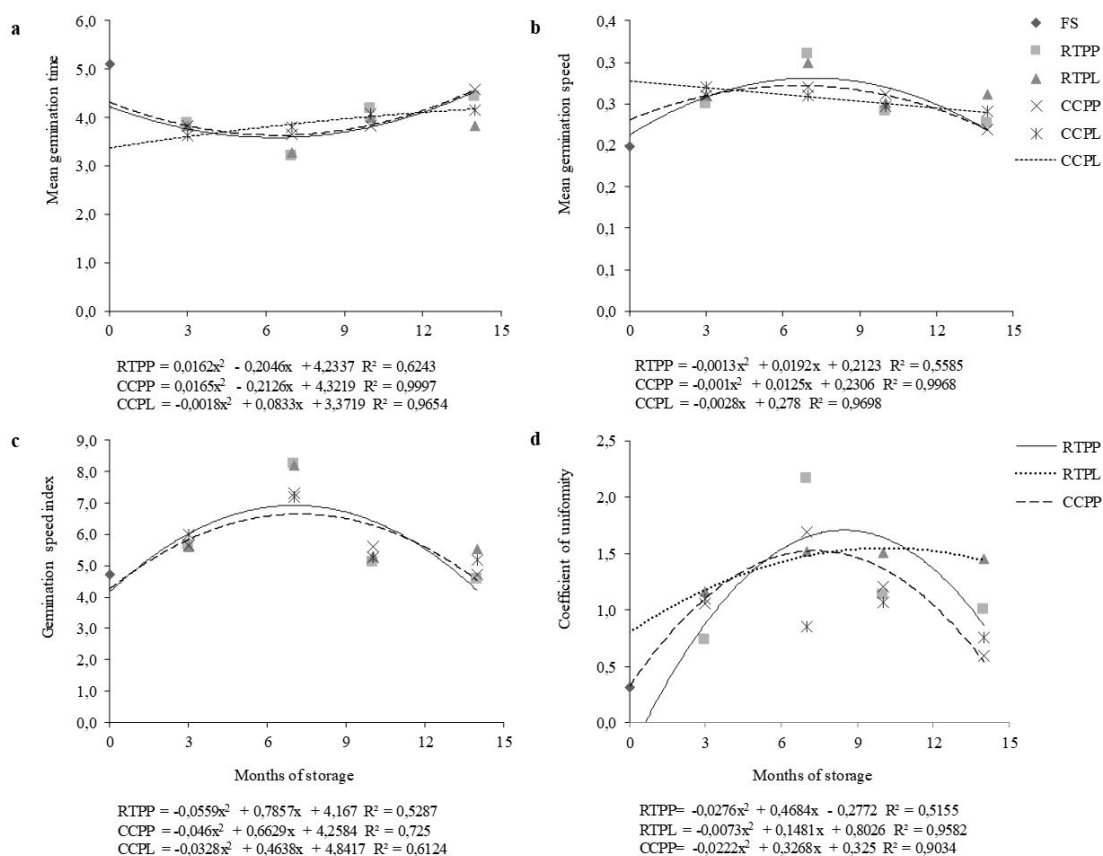 a
Mean germination time
6,0
5,0
4,0
3,0
2,0
1,0
0,0
0 3 6 9 12 15
RTPP = 0,0162x² - 0,2046x + 4,2337 R² = 0,6243
CCPP = 0,0165x² - 0,2126x + 4,3219 R² = 0,9997
CCPL = -0,0018x² + 0,0833x + 3,3719 R² = 0,9654
b
Mean germination speed
0,4
0,3
0,3
0,2
0,2
0,1
0,1
0,0
0 3 6 9 12 15
FS
RTPP
RTPL
CCPP
CCPL
CCPL
RTPP = -0,0013x² + 0,0192x + 0,2123 R² = 0,5585
CCPP = -0,001x² + 0,0125x + 0,2306 R² = 0,9968
CCPL = -0,0028x + 0,278 R² = 0,9698
c
Germination speed index
9,0
8,0
7,0
6,0
5,0
4,0
3,0
2,0
1,0
0,0
0 3 6 9 12 15
Months of storage
RTPP = -0,0559x² + 0,7857x + 4,167 R² = 0,5287
CCPP = -0,046x² + 0,6629x + 4,2584 R² = 0,725
CCPL = -0,0328x² + 0,4638x + 4,8417 R² = 0,6124
d
Coefficient of uniformity
2,5
2,0
1,5
1,0
0,5
0,0
0 3 6 9 12 15
Months of storage
RTPP
RTPL
CCPP
RTPP= -0,0276x² + 0,4684x - 0,2772 R² = 0,5155
RTPL = -0,0073x² + 0,1481x + 0,8026 R² = 0,9582
CCPP= -0,0222x² + 0,3268x + 0,325 R² = 0,9034